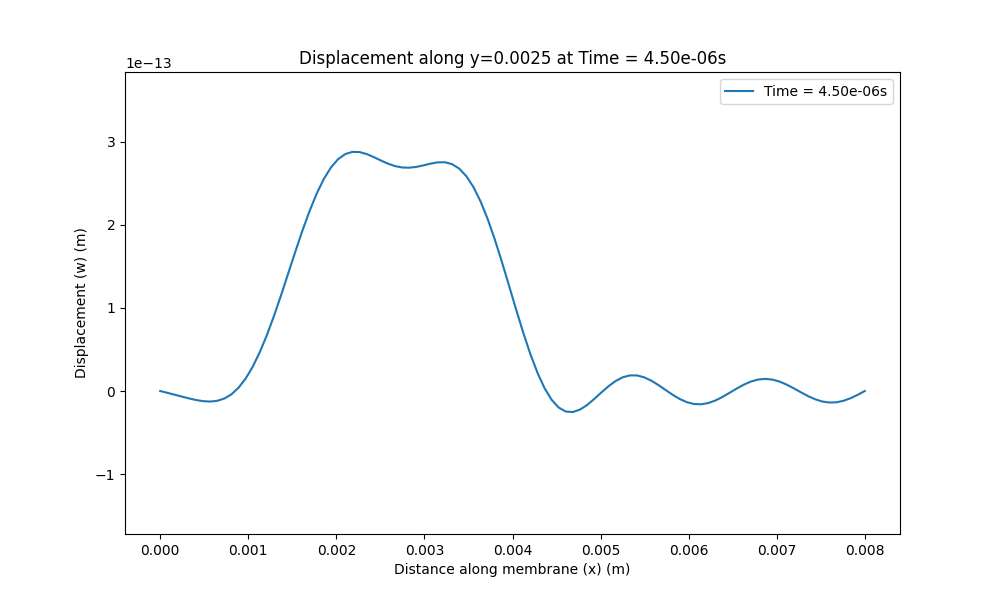 Displacement along y=0.0025 at Time = 4.50e-06s
1e−13
Time = 4.50e-06s
3
2
1
0
−1
Displacement (w) (m)
0.000 0.001 0.002 0.003 0.004 0.005 0.006 0.007 0.008
Distance along membrane (x) (m)